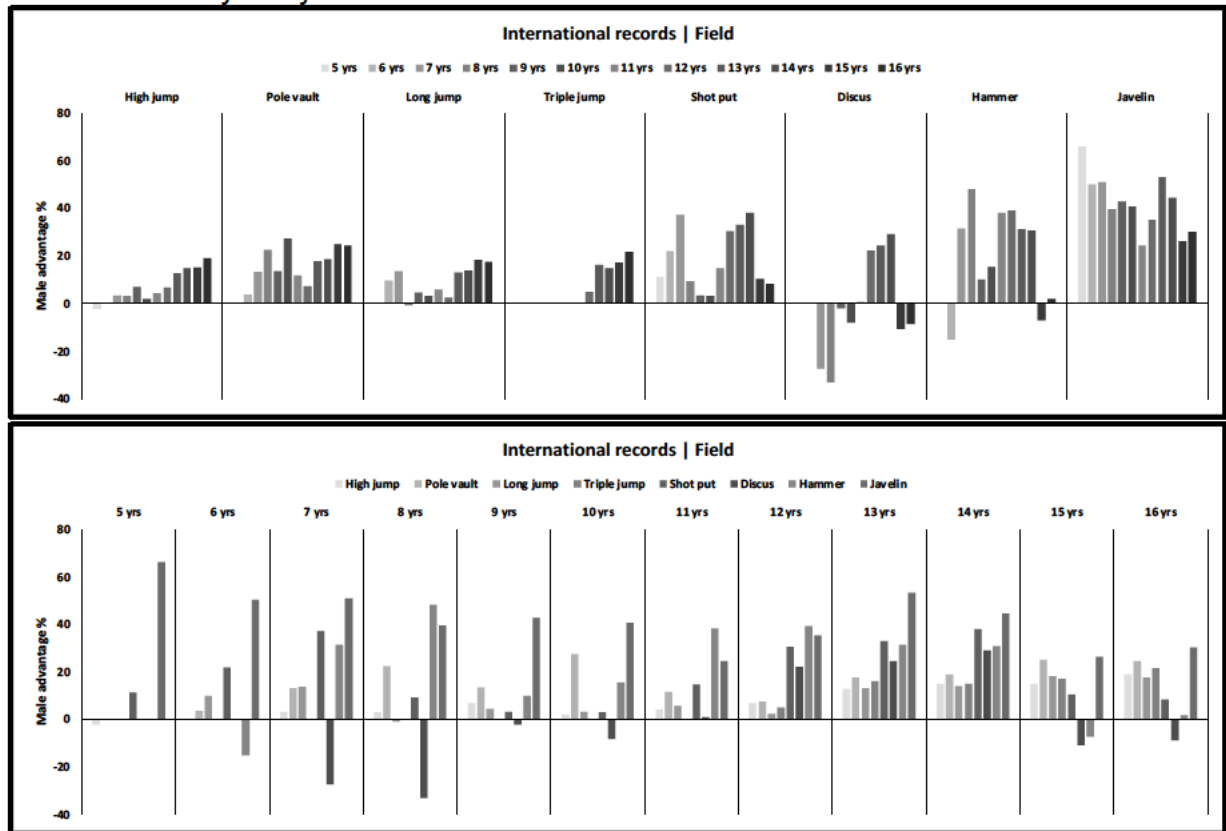 International records | Field
5 yrs 6 yrs 7 yrs 8 yrs 9 yrs 10 yrs 11 yrs 12 yrs 13 yrs 14 yrs 15 yrs 16 yrs
High jump Pole vault Long jump Triple jump Shot put Discus Hammer Javelin
80
60
40
20
0
-20
-40
Male advantage %
International records | Field
High jump Pole vault Long jump Triple jump Shot put Discus Hammer Javelin
5 yrs 6 yrs 7 yrs 8 yrs 9 yrs 10 yrs 11 yrs 12 yrs 13 yrs 14 yrs 15 yrs 16 yrs
80
60
40
20
0
-20
-40
Male advantage %